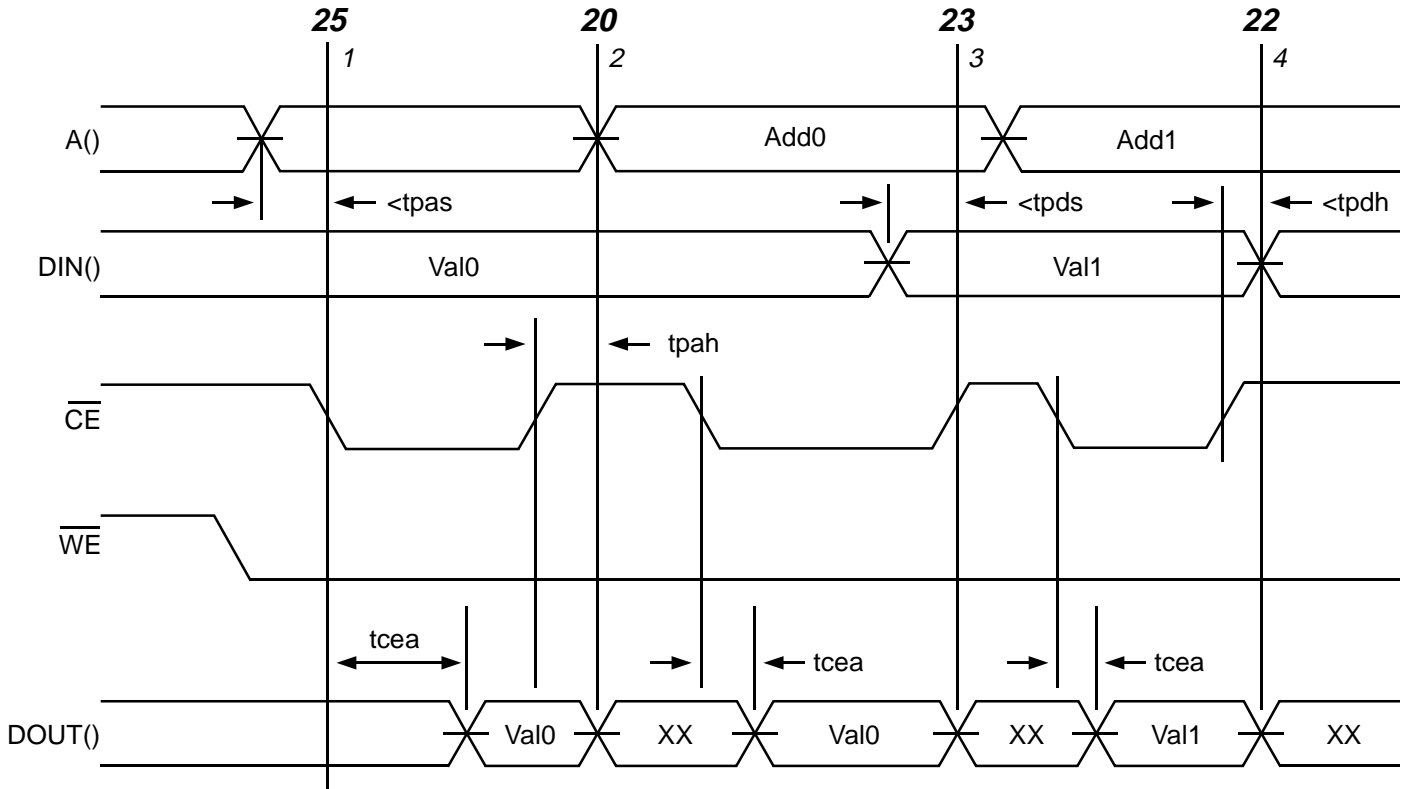 25 20 23 22
1 2 3 4
A() Add0 Add1
<tpas <tpds <tpdh
DIN() Val0 Val1
tpah
CE
WE
tcea tcea tcea
DOUT() Val0 XX Val0 XX Val1 XX